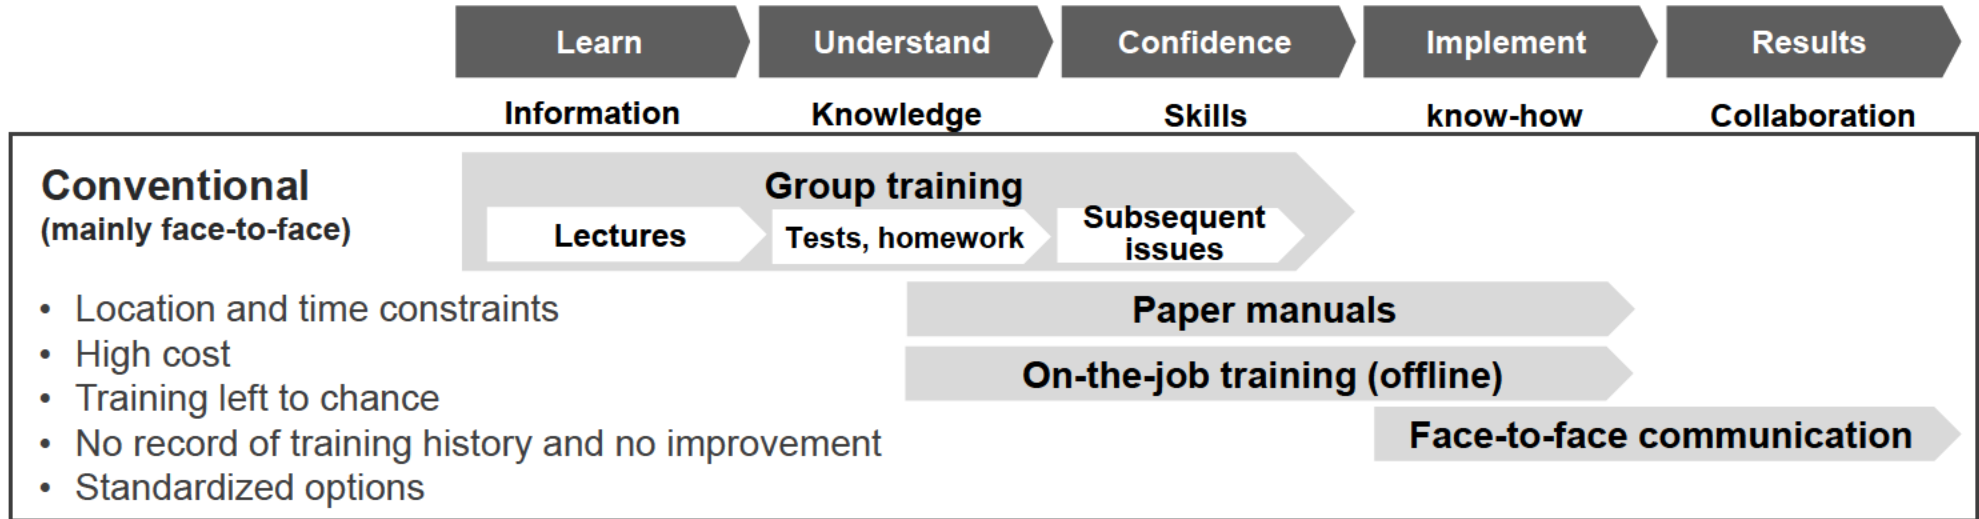 Learn
Understand
Confidence
Implement
Results
Information
Knowledge
Skills
know-how
Collaboration
Conventional
(mainly face-to-face)
Group training
Lectures
Tests, homework
Subsequent
issues
Paper manuals
On-the-job training (offline)
Face-to-face communication
• Location and time constraints
• High cost
• Training left to chance
• No record of training history and no improvement
• Standardized options